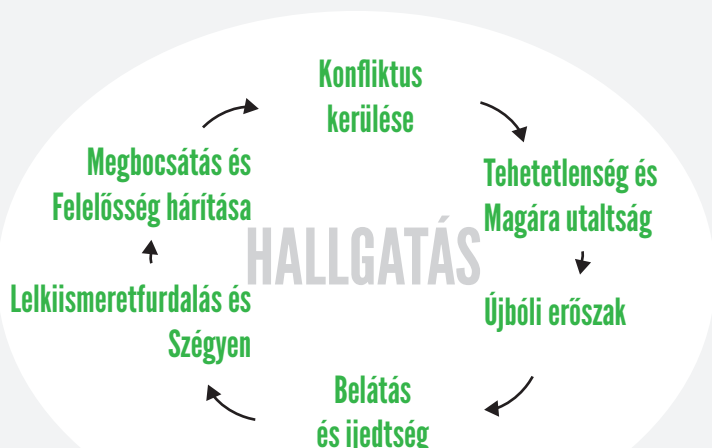 Konfliktus
kerülése
Tehetetlenség és
Magára utaltság
Újbóli erőszak
Belátás
és ijedtség
Lelkiismeretfurdalás és
Szégyen
Megbocsátás és
Felelősség hárítása
HALLGATÁS